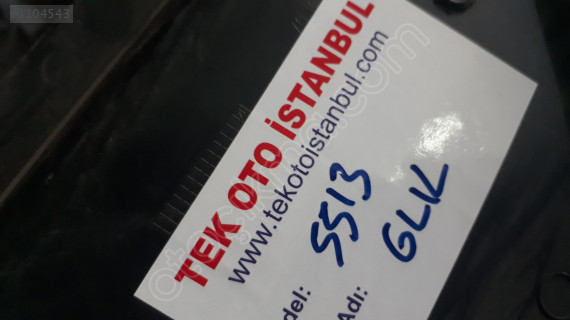 TEK OTO İSTANBUL
www.tekotoistanbul.com
del: 5513
Adı: GLK